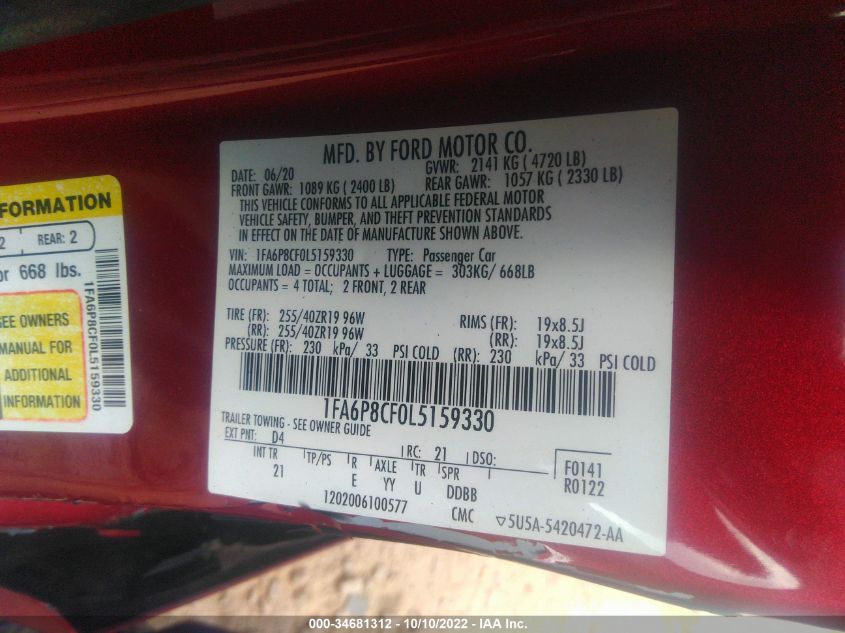 MFD. BY FORD MOTOR CO.
DATE: 06/20 GVWR: 2141 KG ( 4720 LB)
FRONT GAWR: 1089 KG ( 2400 LB) REAR GAWR: 1057 KG ( 2330 LB)
THIS VEHICLE CONFORMS TO ALL APPLICABLE FEDERAL MOTOR
VEHICLE SAFETY, BUMPER, AND THEFT PREVENTION STANDARDS
IN EFFECT ON THE DATE OF MANUFACTURE SHOWN ABOVE.
VIN: 1FA6P8CF0L5159330 TYPE: Passenger Car
MAXIMUM LOAD = OCCUPANTS + LUGGAGE = 303KG/ 668LB
OCCUPANTS = 4 TOTAL; 2 FRONT, 2 REAR
TIRE (FR): 255/40ZR19 96W RIMS (FR): 19x8.5J
(RR): 255/40ZR19 96W (RR): 19x8.5J
PRESSURE (FR): 230 kPa/ 33 PSI COLD (RR): 230 kPa/ 33 PSI COLD
1FA6P8CF0L5159330
TRAILER TOWING - SEE OWNER GUIDE
EXT PNT: D4 RC: 21 DSO: F0141
INT TR TP/PS R AXLE TR SPR R0122
21 E YY U DDBB
1202006100577 CMC ▽5U5A-5420472-AA
FORMATION
2 REAR: 2
or 668 lbs.
SEE OWNERS
MANUAL FOR
ADDITIONAL
INFORMATION
1FA6P8CF0L5159330
000-34681312 - 10/10/2022 - IAA Inc.